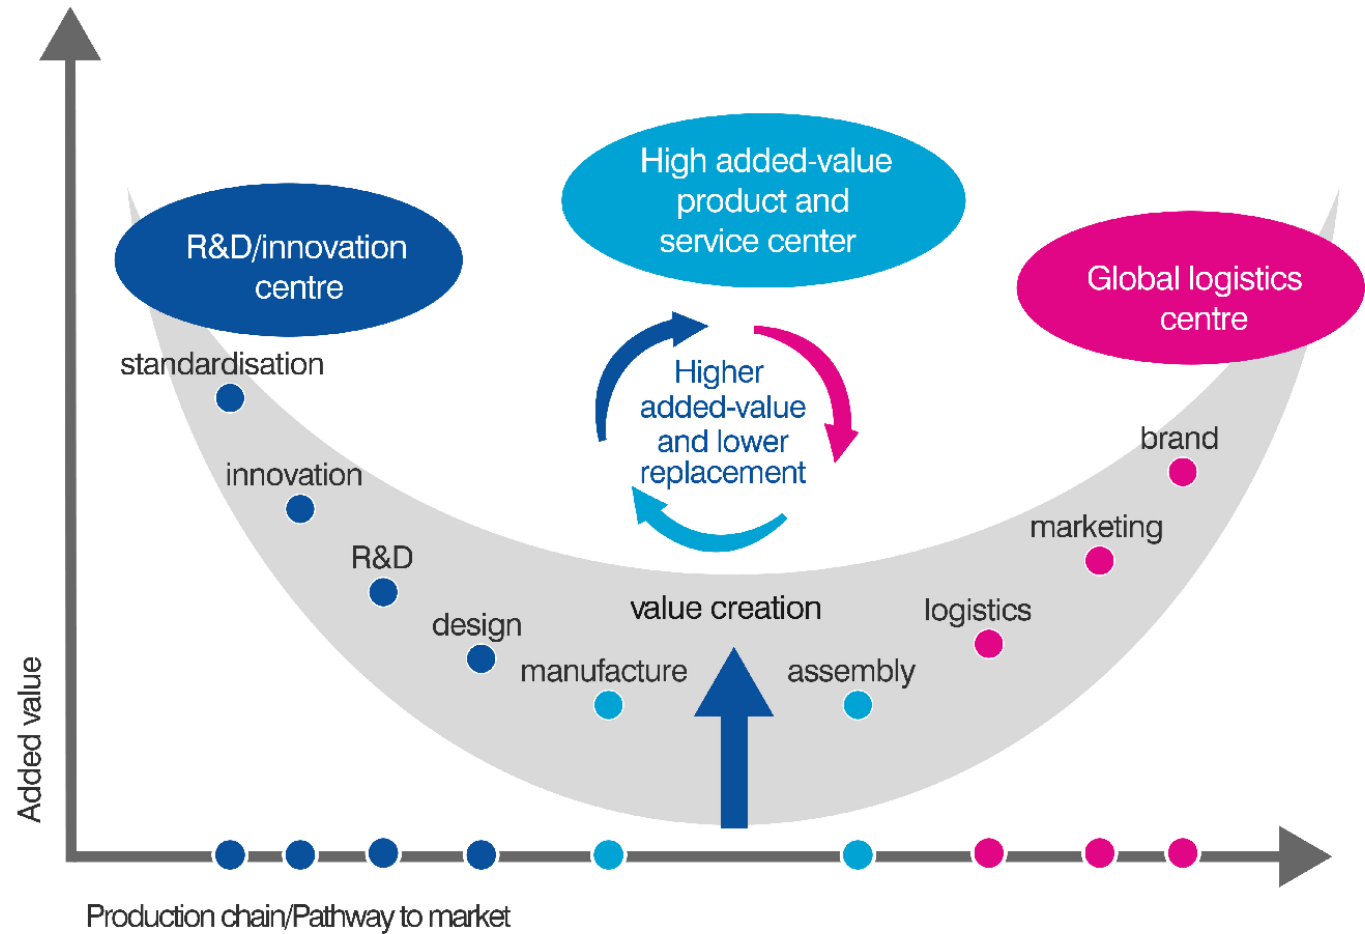 High added-value
product and
service center
R&D/innovation
centre
Global logistics
centre
standardisation
Higher
added-value
and lower
replacement
brand
innovation
marketing
R&D
value creation
logistics
design
manufacture
assembly
Added value
Production chain/Pathway to market